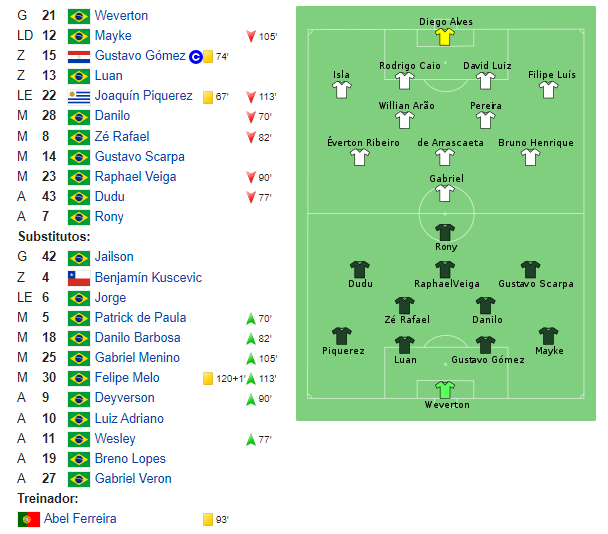 G 21 Weverton
LD 12 Mayke 105'
Z 15 Gustavo Gómez C 74'
Z 13 Luan
LE 22 Joaquín Piquerez 67' 113'
M 28 Danilo 70'
M 8 Zé Rafael 82'
M 14 Gustavo Scarpa
M 23 Raphael Veiga 90'
A 43 Dudu 77'
A 7 Rony
Substitutos:
G 42 Jailson
Z 4 Benjamín Kuscevic
LE 6 Jorge
M 5 Patrick de Paula 70'
M 18 Danilo Barbosa 82'
M 25 Gabriel Menino 105'
M 30 Felipe Melo 120+1' 113'
A 9 Deyverson 90'
A 10 Luiz Adriano
A 11 Wesley 77'
A 19 Breno Lopes
A 27 Gabriel Veron
Treinador:
Abel Ferreira 93'
Diego Alves
Rodrigo Caio David Luiz
Isla Filipe Luís
Willian Arão Pereira
Éverton Ribeiro de Arrascaeta Bruno Henrique
Gabriel
Rony
Dudu RaphaelVeiga Gustavo Scarpa
Zé Rafael Danilo
Piquerez Mayke
Luan Gustavo Gómez
Weverton